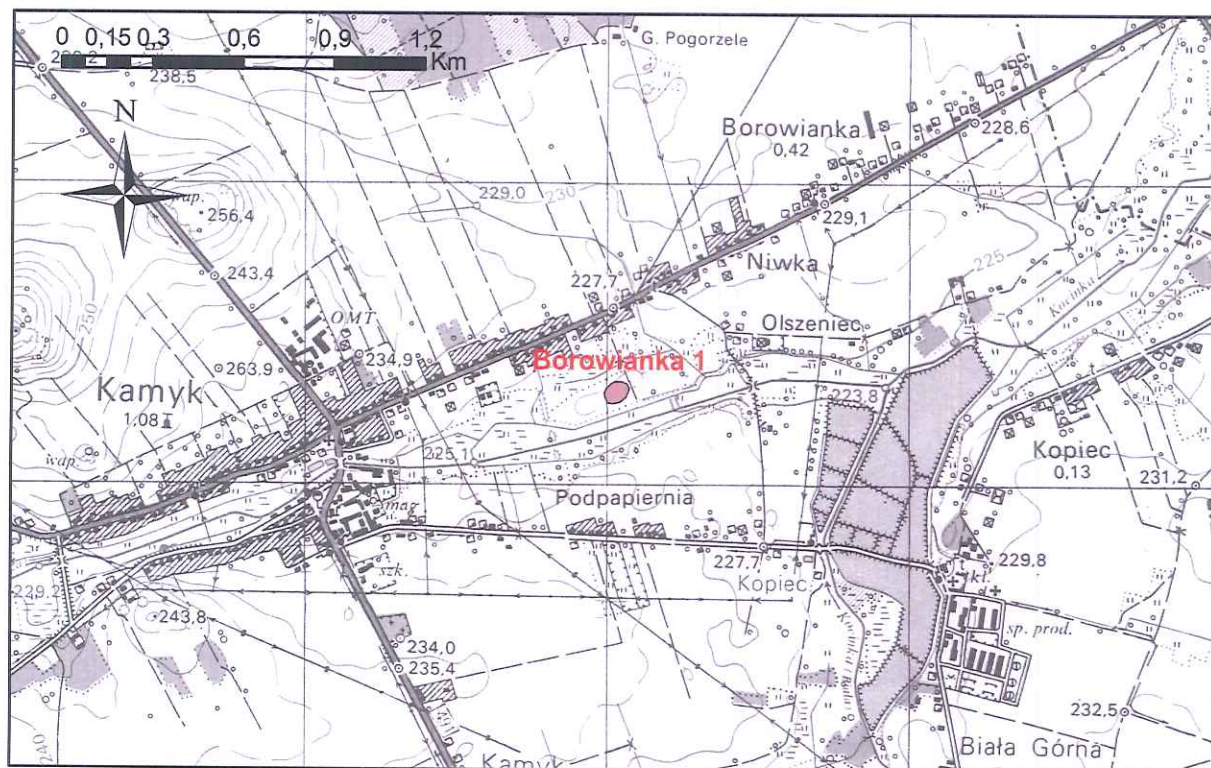 0 0,15 0,3 0,6 0,9 1,2
Km
238.5
G. Pogorzele
N
Borowianka
0,42
228.6
256,4
229.0
230
229,1
243.4
Niwka
225
227.7
Kocinka
OMT
Olszeniec
234.9
Borowianka 1
250
263.9
Kamyk
1.08
223.8
Kopiec
0,13
wap.
225.1
231,2
Podpapiernia
mag.
227.7
229.8
szk.
Kopiec
229.2
243,8
sp. prod.
234.0
235.4
232,5
240
Biała Górna
Kamyk